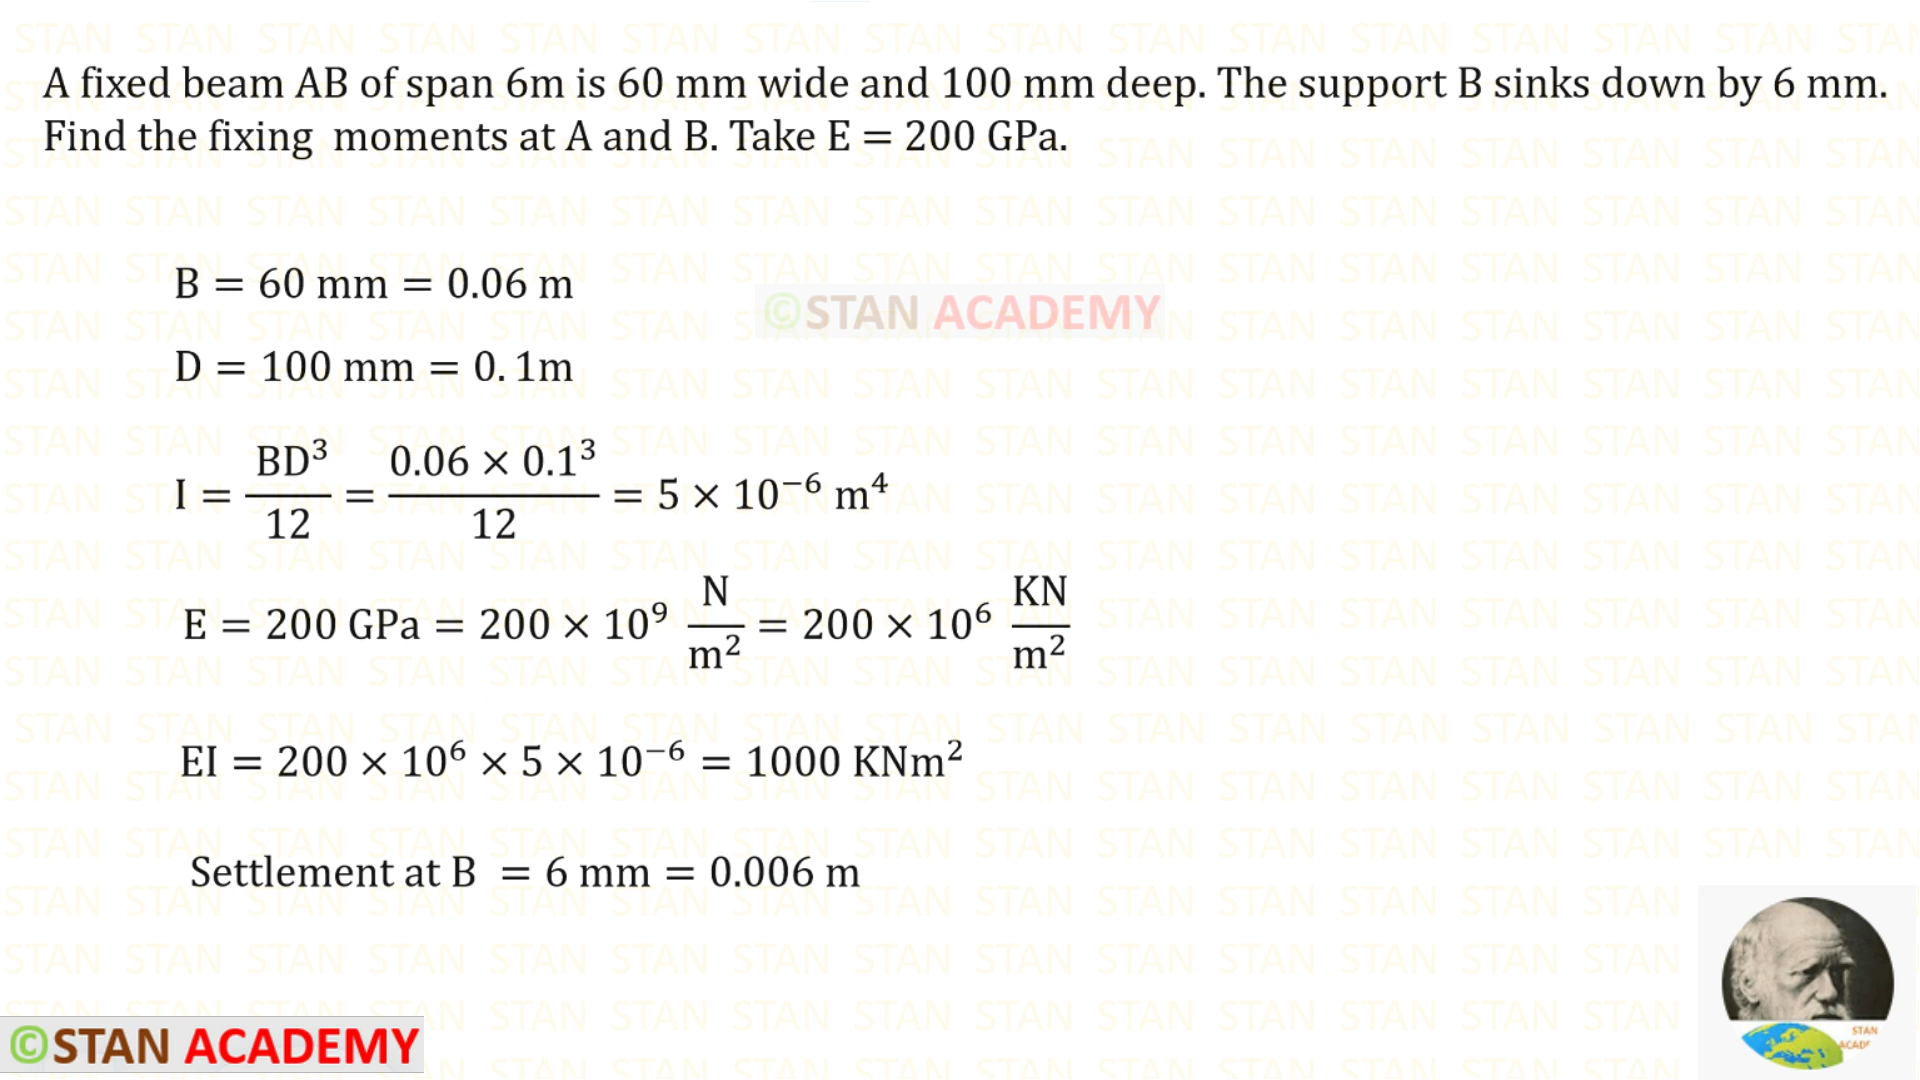 A fixed beam AB of span 6m is 60 mm wide and 100 mm deep. The support B sinks down by 6 mm.
Find the fixing moments at A and B. Take E = 200 GPa.
B = 60 mm = 0.06 m
©STAN ACADEMY
D = 100 mm = 0.1m
I = BD³/12 = 0.06 × 0.1³/12 = 5 × 10⁻⁶ m⁴
E = 200 GPa = 200 × 10⁹ N/m² = 200 × 10⁶ KN/m²
EI = 200 × 10⁶ × 5 × 10⁻⁶ = 1000 KNm²
Settlement at B = 6 mm = 0.006 m
©STAN ACADEMY
STAN